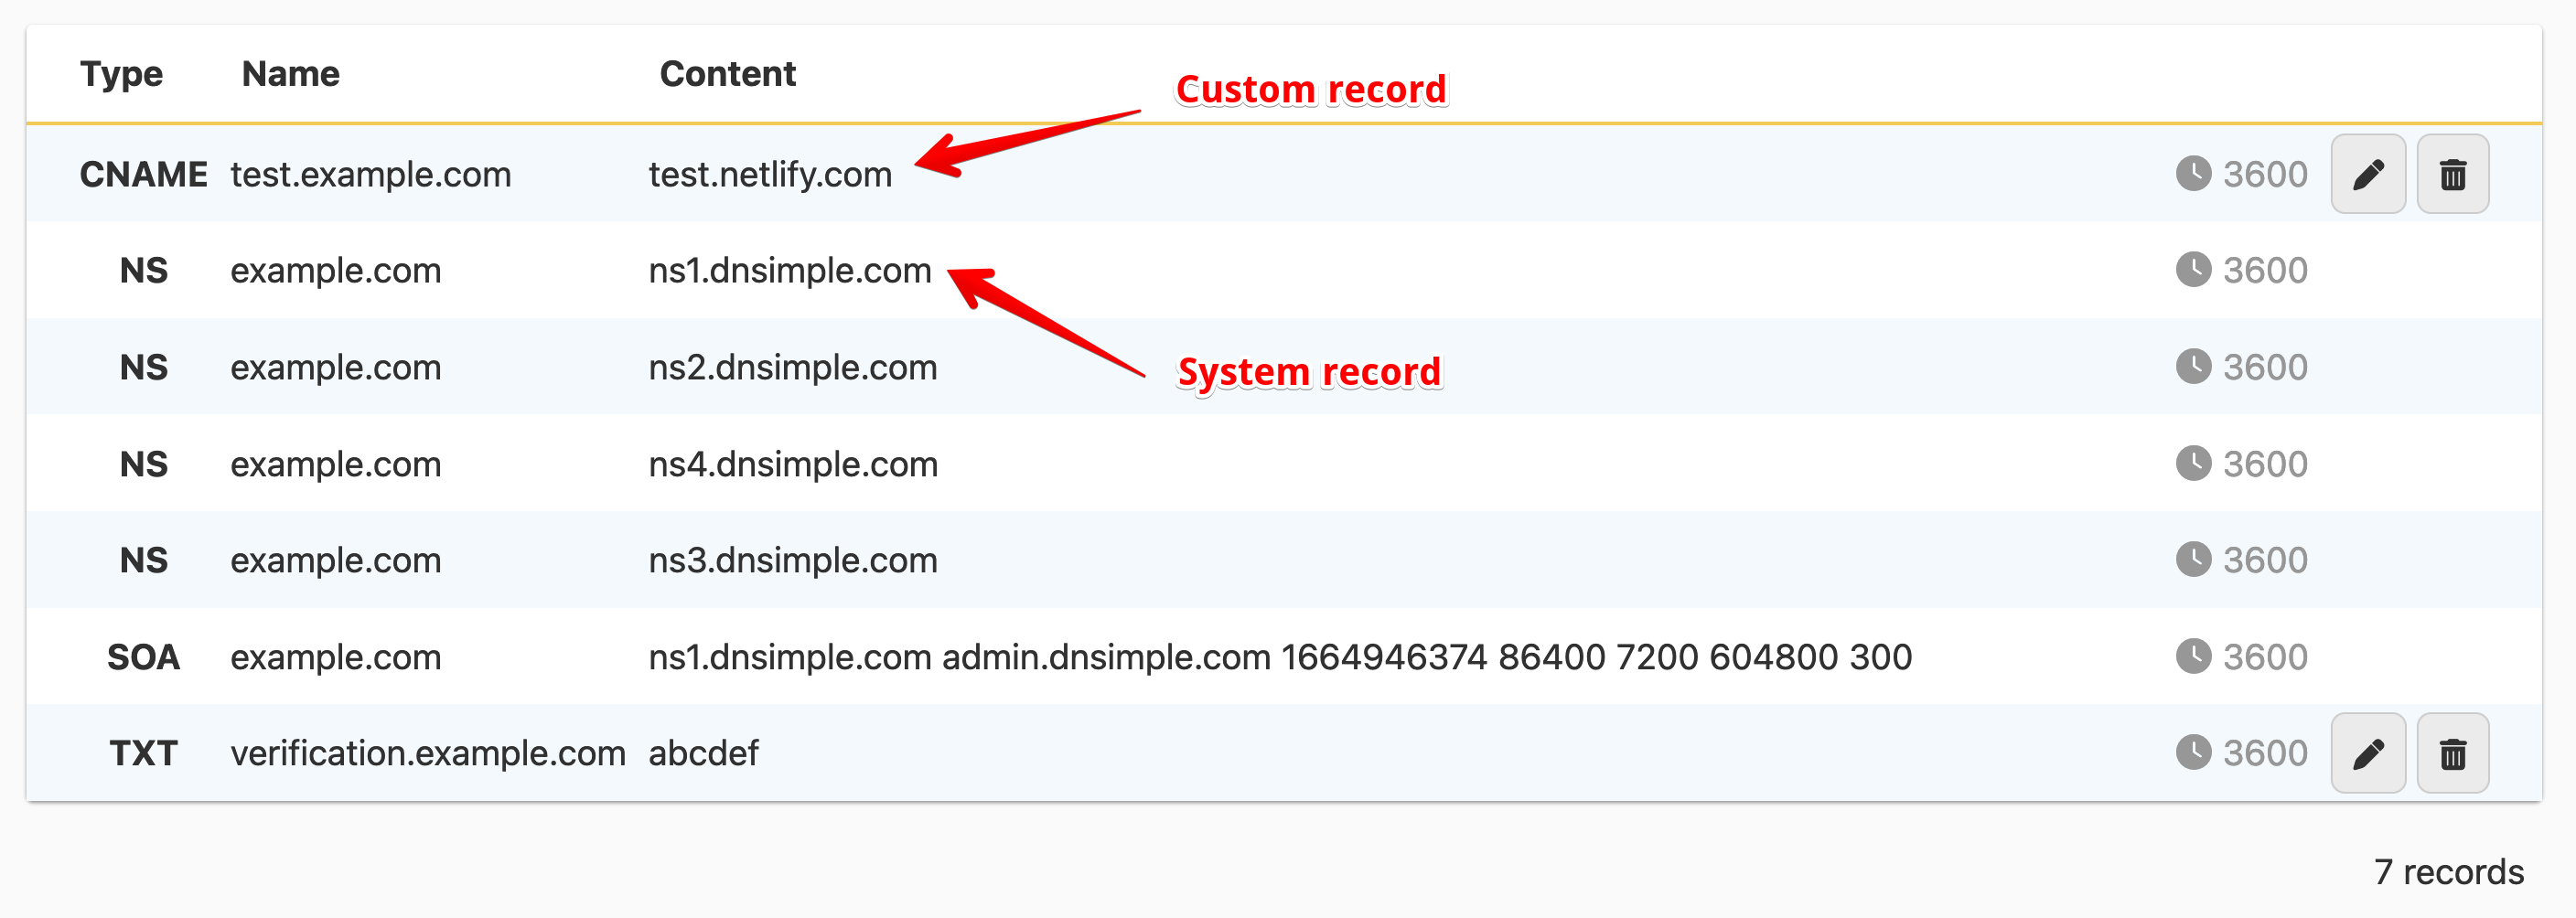 Type Name Content
Custom record
CNAME test.example.com test.netlify.com 3600
NS example.com ns1.dnsimple.com 3600
NS example.com ns2.dnsimple.com 3600
System record
NS example.com ns4.dnsimple.com 3600
NS example.com ns3.dnsimple.com 3600
SOA example.com ns1.dnsimple.com admin.dnsimple.com 1664946374 86400 7200 604800 300 3600
TXT verification.example.com abcdef 3600
7 records